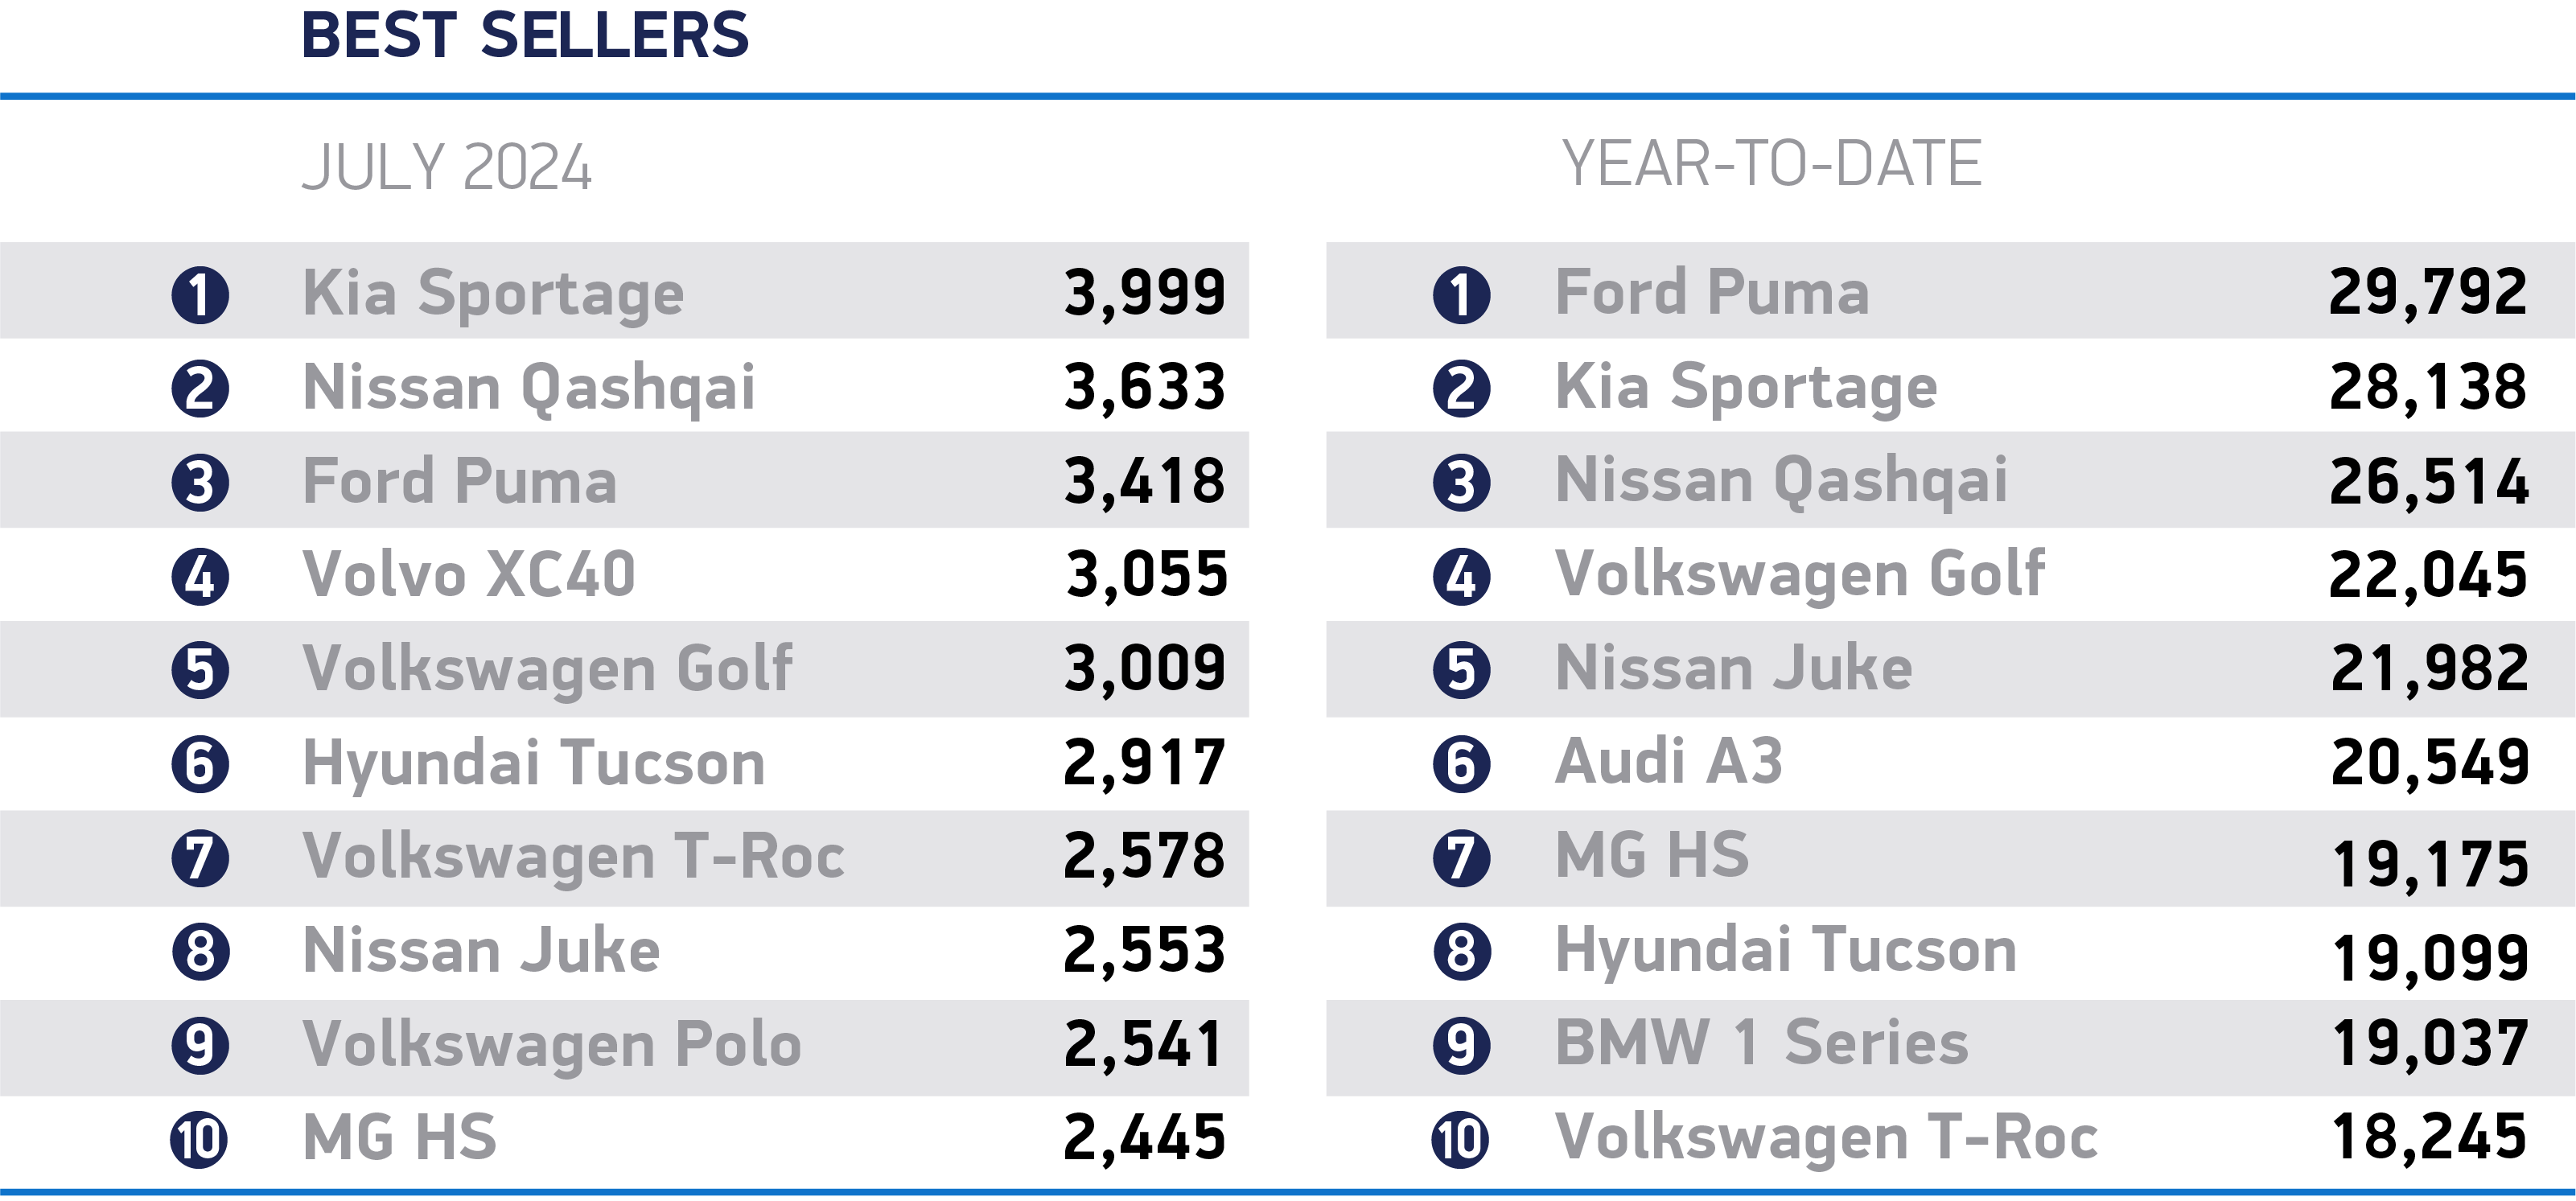 BEST SELLERS
JULY 2024
1 Kia Sportage 3,999
2 Nissan Qashqai 3,633
3 Ford Puma 3,418
4 Volvo XC40 3,055
5 Volkswagen Golf 3,009
6 Hyundai Tucson 2,917
7 Volkswagen T-Roc 2,578
8 Nissan Juke 2,553
9 Volkswagen Polo 2,541
10 MG HS 2,445
YEAR-TO-DATE
1 Ford Puma 29,792
2 Kia Sportage 28,138
3 Nissan Qashqai 26,514
4 Volkswagen Golf 22,045
5 Nissan Juke 21,982
6 Audi A3 20,549
7 MG HS 19,175
8 Hyundai Tucson 19,099
9 BMW 1 Series 19,037
10 Volkswagen T-Roc 18,245